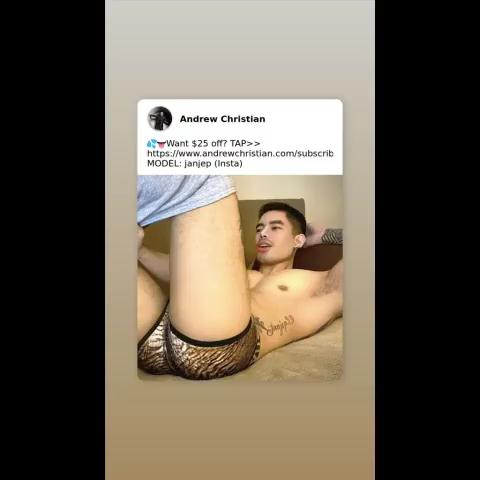 Andrew Christian
💦👅Want $25 off? TAP>>
https://www.andrewchristian.com/subscrib
MODEL: janjep (Insta)